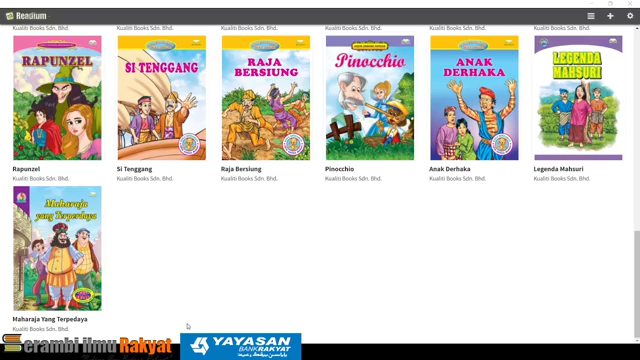 Readium
Kualiti Books Sdn. Bhd.
Kualiti Books Sdn. Bhd.
Kualiti Books Sdn. Bhd.
Kualiti Books Sdn. Bhd.
Kualiti Books Sdn. Bhd.
Kualiti Books Sdn. Bhd.
RAPUNZEL
SI TENGGANG
RAJA
BERSIUNG
Pinocchio
ANAK
DERHAKA
LEGENDA
MAHSURI
Rapunzel
Si Tenggang
Raja Bersiung
Pinocchio
Anak Derhaka
Legenda Mahsuri
Kualiti Books Sdn. Bhd.
Kualiti Books Sdn. Bhd.
Kualiti Books Sdn. Bhd.
Kualiti Books Sdn. Bhd.
Kualiti Books Sdn. Bhd.
Kualiti Books Sdn. Bhd.
Maharaja
yang Terperdaya
Maharaja Yang Terpedaya
Kualiti Books Sdn. Bhd.
Serambi ilmu Rakyat
YAYASAN
BANK RAKYAT